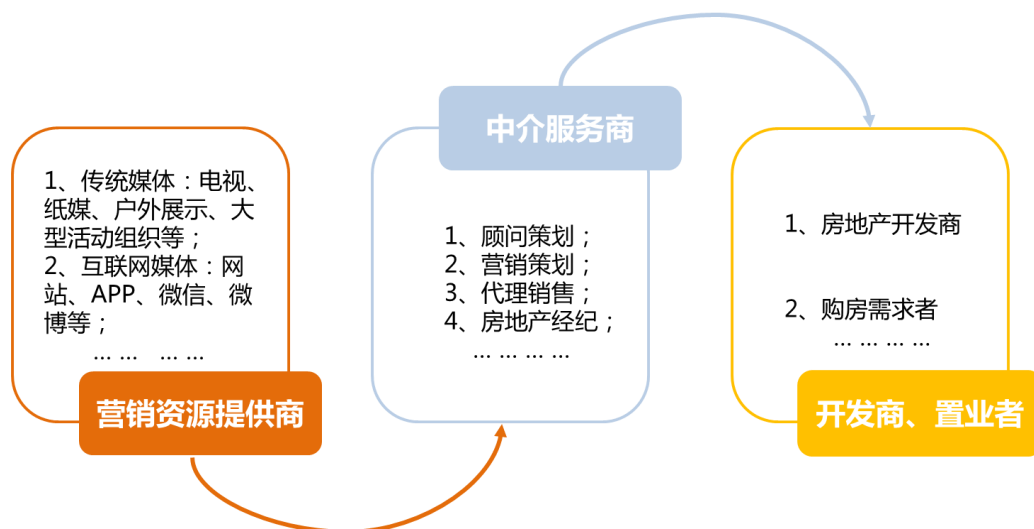 1、传统媒体：电视、
纸媒、户外展示、大
型活动组织等；
2、互联网媒体：网
站、APP、微信、微
博等；
… … … …
营销资源提供商
中介服务商
1、顾问策划；
2、营销策划；
3、代理销售；
4、房地产经纪；
… … … …
1、房地产开发商
2、购房需求者
… … … …
开发商、置业者